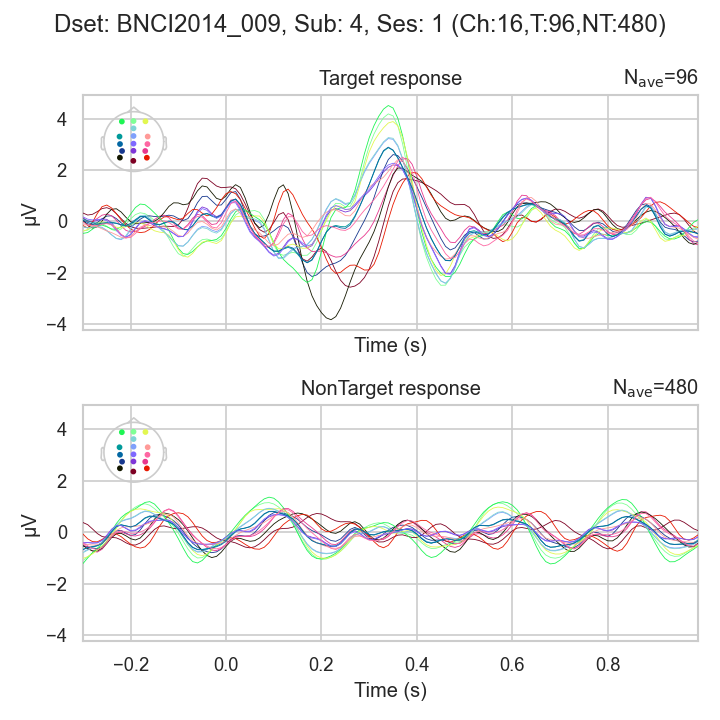 Dset: BNCI2014_009, Sub: 4, Ses: 1 (Ch:16,T:96,NT:480)
Target response
Nave=96
4
2
0
−2
−4
μV
Time (s)
NonTarget response
Nave=480
4
2
0
−2
−4
μV
−0.2 0.0 0.2 0.4 0.6 0.8
Time (s)